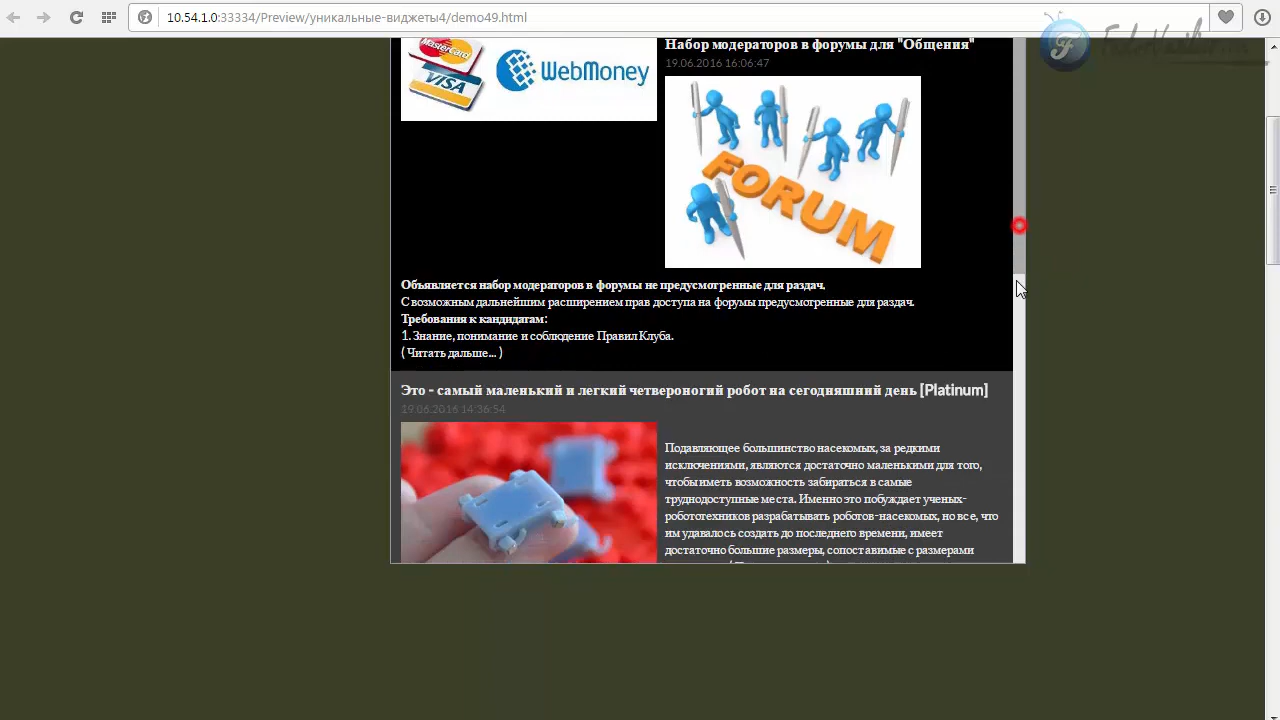 10.54.1.0:33334/Preview/уникальные-виджеты4/demo49.html
MasterCard
VISA
WebMoney
Набор модераторов в форумы для "Общения"
19.06.2016 16:06:47
FORUM
Объявляется набор модераторов в форумы не предусмотренные для раздач.
С возможным дальнейшим расширением прав доступа на форумы предусмотренные для раздач.
Требования к кандидатам:
1. Знание, понимание и соблюдение Правил Клуба.
( Читать дальше... )
Это - самый маленький и легкий четвероногий робот на сегодняшний день [Platinum]
19.06.2016 14:36:54
Подавляющее большинство насекомых, за редкими
исключениями, являются достаточно маленькими для того,
чтобы иметь возможность забираться в самые
труднодоступные места. Именно это побуждает ученых-
робототехников разрабатывать роботов-насекомых, но все, что
им удавалось создать до последнего времени, имеет
достаточно большие размеры, сопоставимые с размерами